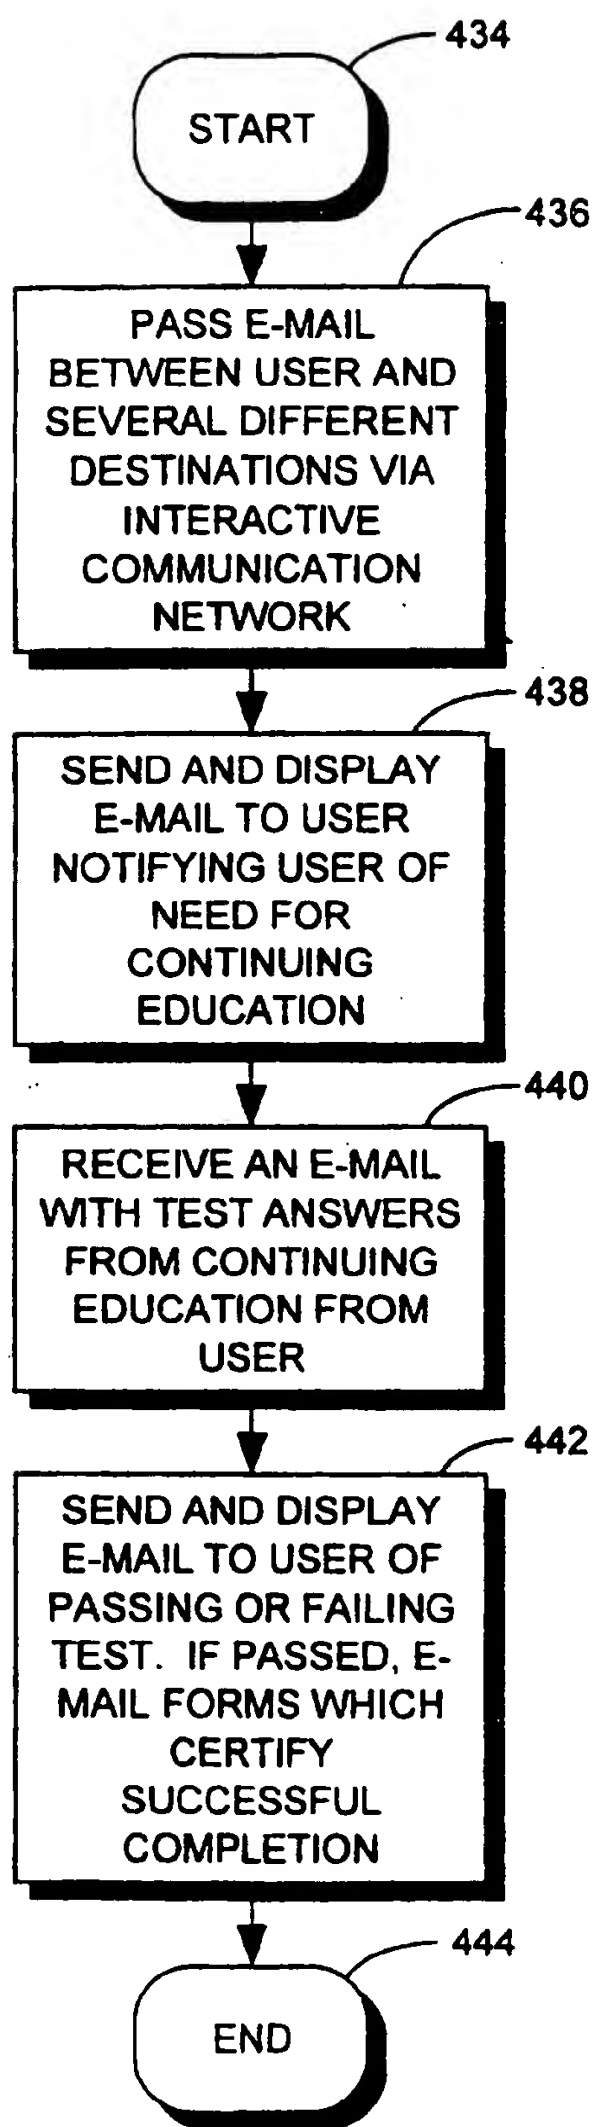 434
START
436
PASS E-MAIL
BETWEEN USER AND
SEVERAL DIFFERENT
DESTINATIONS VIA
INTERACTIVE
COMMUNICATION
NETWORK
438
SEND AND DISPLAY
E-MAIL TO USER
NOTIFYING USER OF
NEED FOR
CONTINUING
EDUCATION
440
RECEIVE AN E-MAIL
WITH TEST ANSWERS
FROM CONTINUING
EDUCATION FROM
USER
442
SEND AND DISPLAY
E-MAIL TO USER OF
PASSING OR FAILING
TEST. IF PASSED, E-
MAIL FORMS WHICH
CERTIFY
SUCCESSFUL
COMPLETION
444
END